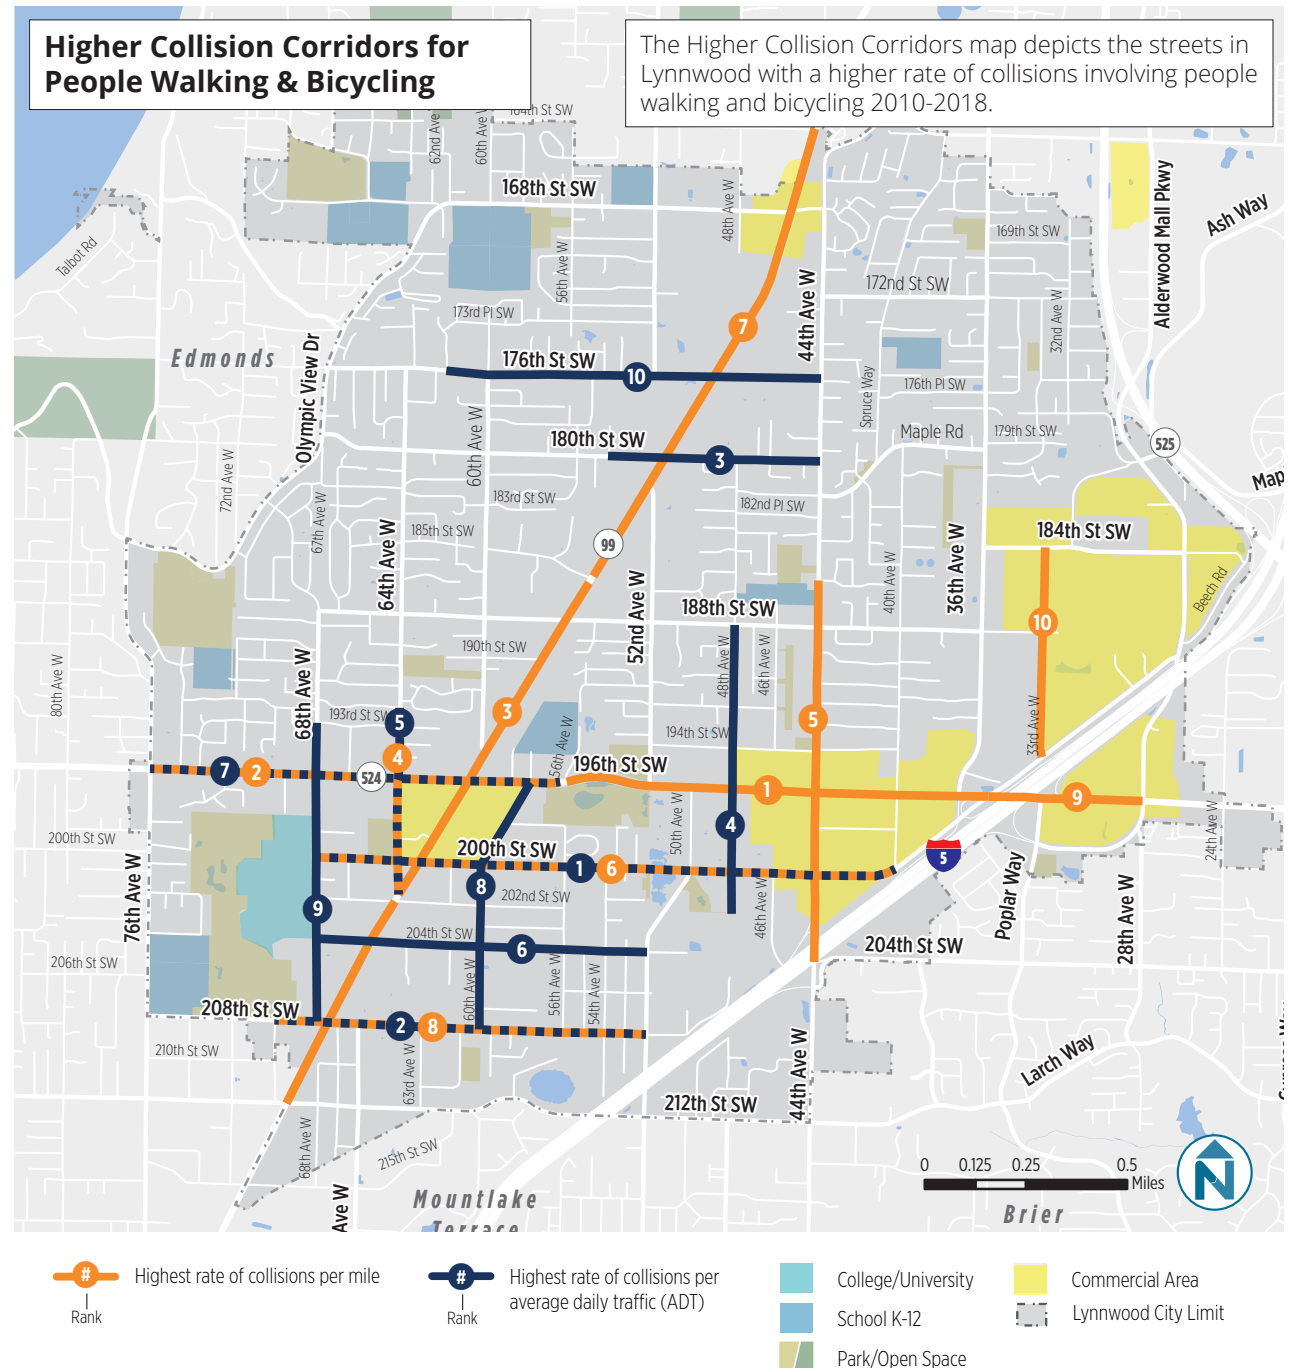 Higher Collision Corridors for
People Walking & Bicycling
The Higher Collision Corridors map depicts the streets in
Lynnwood with a higher rate of collisions involving people
walking and bicycling 2010-2018.
164th St SW
62nd Ave W
60th Ave W
168th St SW
48th Ave W
169th St SW
Alderwood Mall Pkwy
Ash Way
Talbot Rd
56th Ave W
172nd St SW
44th Ave W
32nd Ave W
173rd Pl SW
7
Edmonds
Olympic View Dr
176th St SW
10
Spruce Way
176th Pl SW
60th Ave W
180th St SW
3
Maple Rd
179th St SW
525
Map
72nd Ave W
183rd St SW
182nd Pl SW
67th Ave W
185th St SW
64th Ave W
99
36th Ave W
184th St SW
40th Ave W
Beech Rd
52nd Ave W
188th St SW
10
190th St SW
48th Ave W
46th Ave W
80th Ave W
68th Ave W
193rd St SW
5
3
194th St SW
5
33rd Ave W
56th Ave W
4
196th St SW
7
2
524
1
9
200th St SW
50th Ave W
4
24th Ave W
200th St SW
1
6
5
76th Ave W
8
202nd St SW
46th Ave W
Poplar Way
28th Ave W
9
204th St SW
6
204th St SW
206th St SW
60th Ave W
56th Ave W
54th Ave W
208th St SW
2
8
210th St SW
63rd Ave W
44th Ave W
Larch Way
212th St SW
68th Ave W
215th St SW
0
0.125
0.25
0.5
Miles
N
Ave W
Mountlake
Terrace
Brier
#
Rank
Highest rate of collisions per mile
#
Rank
Highest rate of collisions per
average daily traffic (ADT)
College/University
School K-12
Park/Open Space
Commercial Area
Lynnwood City Limit